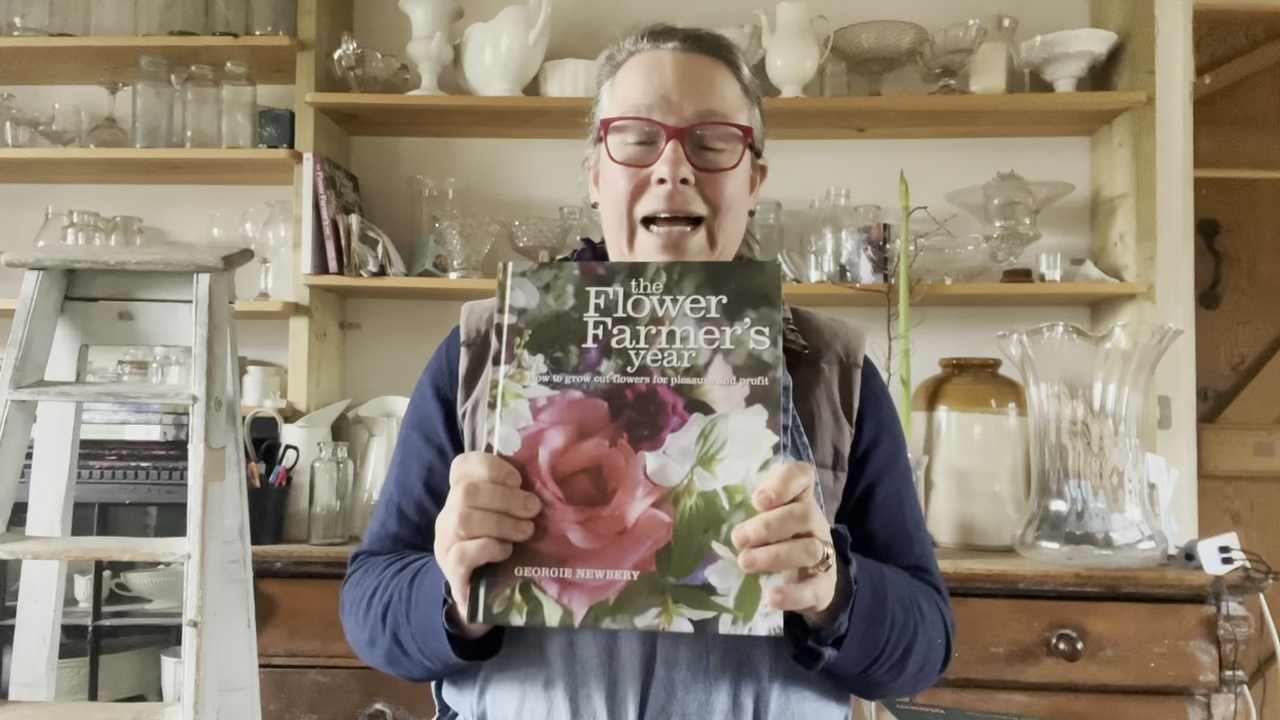 the
Flower
Farmer's
year
how to grow cut flowers for pleasure and profit
GEORGIE NEWBERY